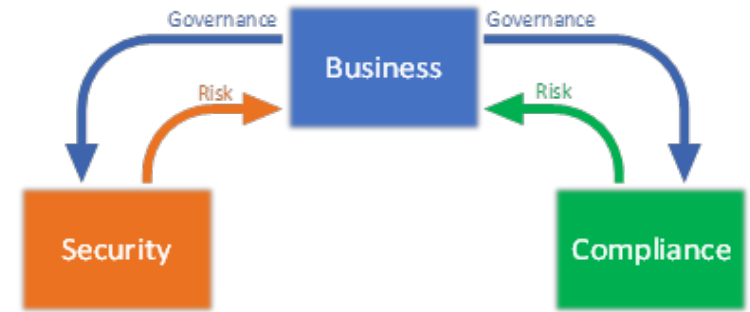 Governance
Governance
Business
Risk
Risk
Security
Compliance